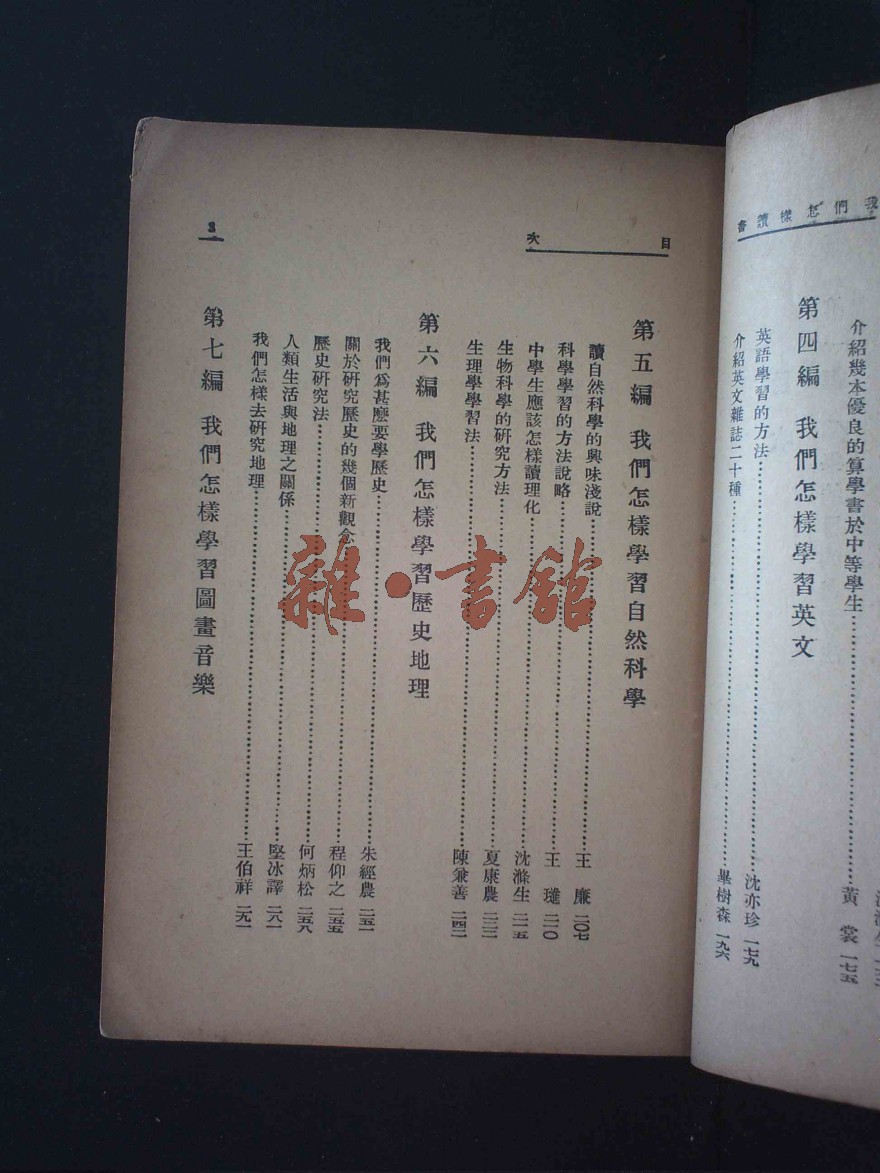 我們怎樣讀書
介紹幾本優良的算學書於中等學生 黃裳 一七五
第四編 我們怎樣學習英文
英語學習的方法 沈亦珍 一七九
介紹英文雜誌二十種 畢樹森 一九六
目次
3
第五編 我們怎樣學習自然科學
讀自然科學的興味淺說 王廉 二〇七
科學學習的方法說略 王璡 二一〇
中學生應該怎樣讀理化 沈滌生 二一五
生物科學的研究方法 夏康農 二二二
生理學學習法 陳兼善 二四二
第六編 我們怎樣學習歷史地理
我們爲甚麽要學歷史 朱經農 二五一
關於研究歷史的幾個新觀念 程仰之 二五五
歷史研究法 何炳松 二五八
人類生活與地理之關係 堅冰譯 二八一
我們怎樣去研究地理 王伯祥 二九一
第七編 我們怎樣學習圖畫音樂
雜·書館